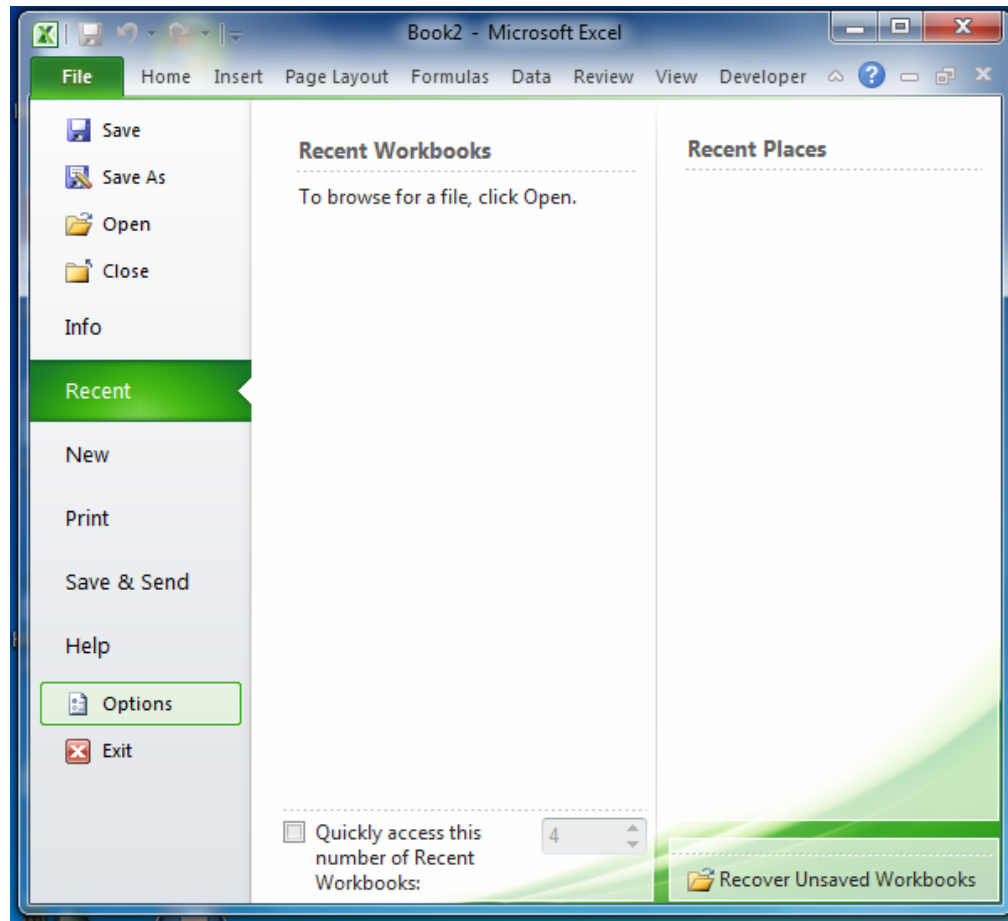 Book2 - Microsoft Excel
File Home Insert Page Layout Formulas Data Review View Developer
Save
Save As
Open
Close
Info
Recent
New
Print
Save & Send
Help
Options
Exit
Recent Workbooks
To browse for a file, click Open.
Quickly access this
number of Recent
Workbooks:
4
Recent Places
Recover Unsaved Workbooks